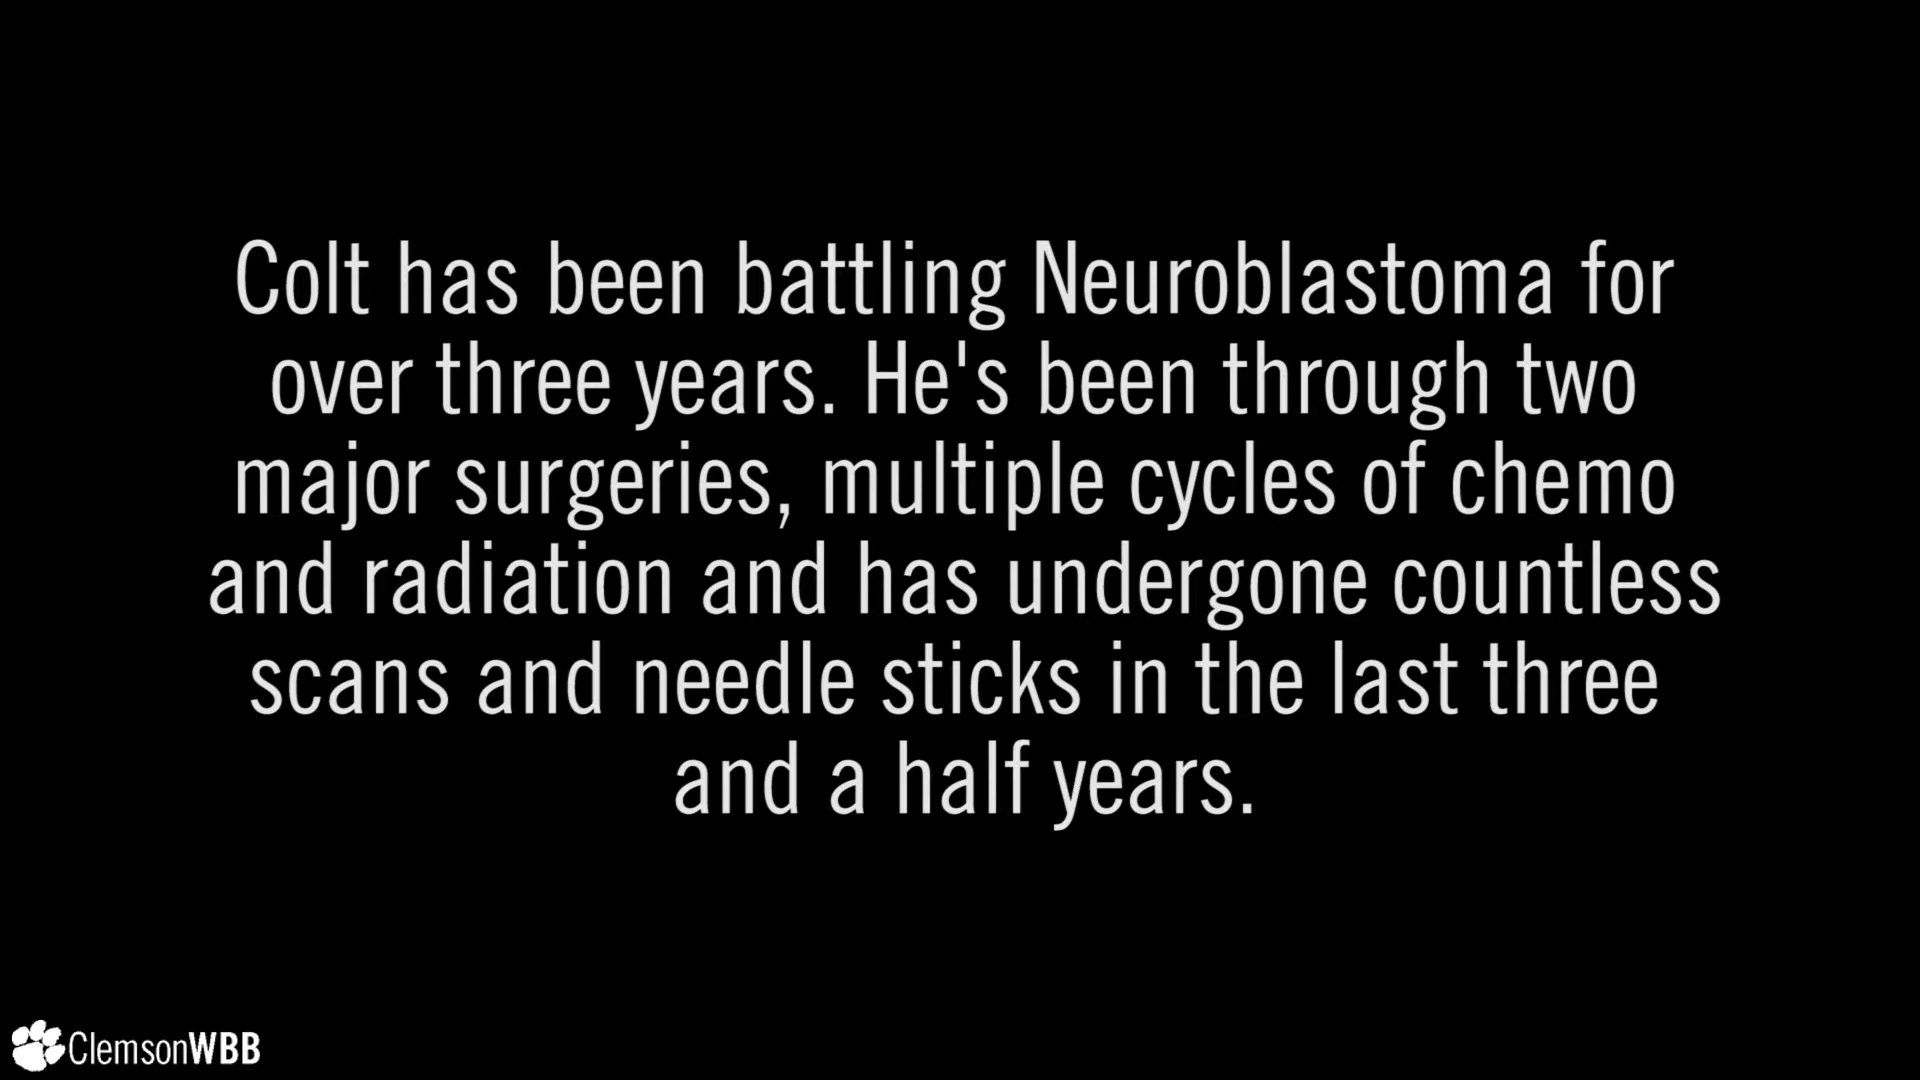 Colt has been battling Neuroblastoma for
over three years. He's been through two
major surgeries, multiple cycles of chemo
and radiation and has undergone countless
scans and needle sticks in the last three
and a half years.
ClemsonWBB